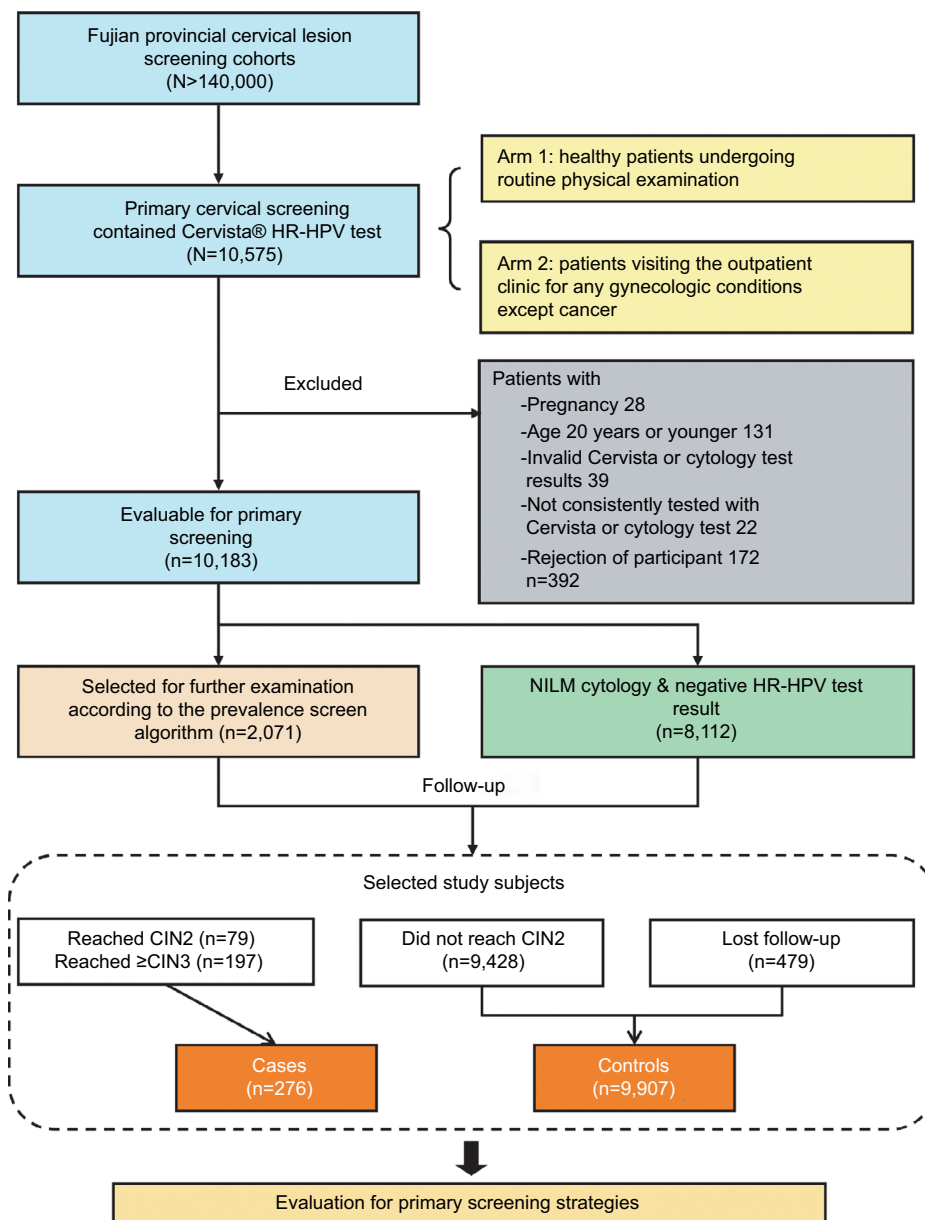 Fujian provincial cervical lesion
screening cohorts
(N>140,000)
Primary cervical screening
contained Cervista® HR-HPV test
(N=10,575)
Arm 1: healthy patients undergoing
routine physical examination
Arm 2: patients visiting the outpatient
clinic for any gynecologic conditions
except cancer
Excluded
Patients with
-Pregnancy 28
-Age 20 years or younger 131
-Invalid Cervista or cytology test
results 39
-Not consistently tested with
Cervista or cytology test 22
-Rejection of participant 172
n=392
Evaluable for primary
screening
(n=10,183)
Selected for further examination
according to the prevalence screen
algorithm (n=2,071)
NILM cytology & negative HR-HPV test
result
(n=8,112)
Follow-up
Selected study subjects
Reached CIN2 (n=79)
Reached ≥CIN3 (n=197)
Did not reach CIN2
(n=9,428)
Lost follow-up
(n=479)
Cases
(n=276)
Controls
(n=9,907)
Evaluation for primary screening strategies